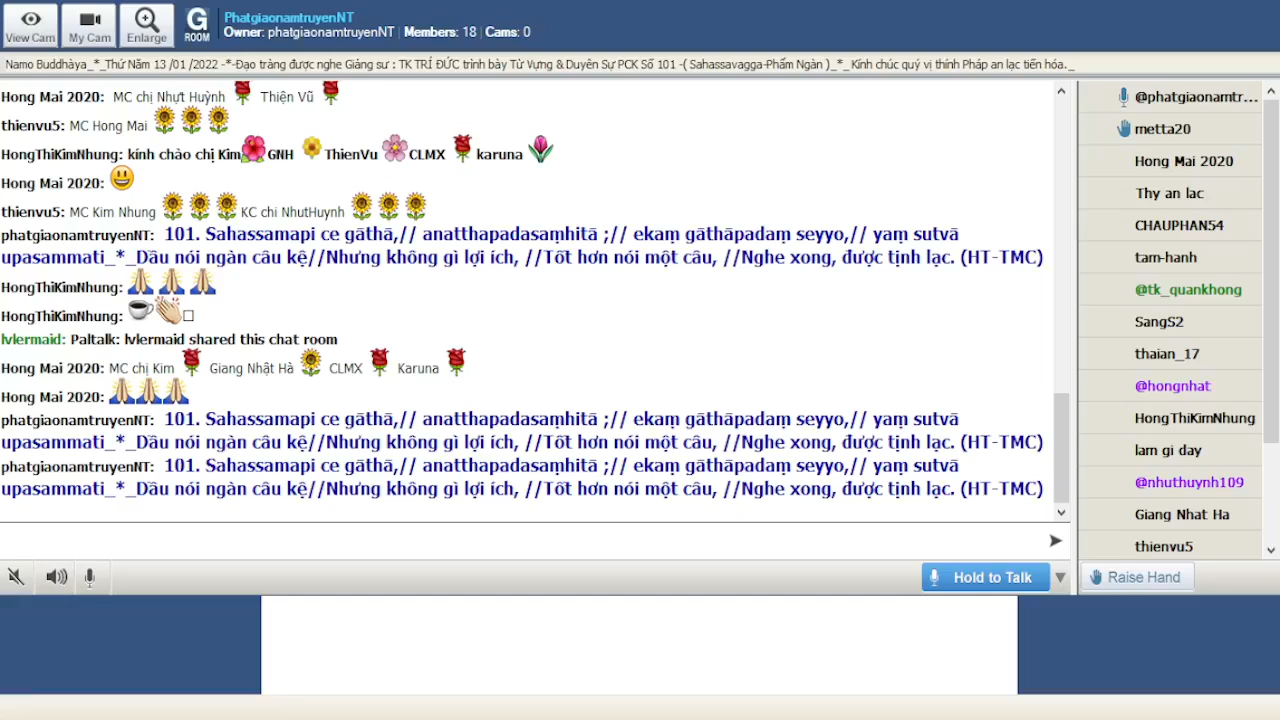 View Cam
My Cam
Enlarge
G
ROOM
PhatgiaonamtruyenNT
Owner: phatgiaonamtruyenNT | Members: 18 | Cams: 0
Namo Buddhàya_*_Thứ Năm 13 /01 /2022 -*-Đạo tràng được nghe Giảng sư : TK TRÍ ĐỨC trình bày Từ Vựng & Duyên Sự PCK Số 101 -( Sahassavagga-Phẩm Ngàn )_*_ Kính chúc quý vị thính Pháp an lạc tiến hóa._
Hong Mai 2020: MC chị Nhựt Huỳnh 🌹 Thiện Vũ 🌹
thienvu5: MC Hong Mai 🌻🌻🌻
HongThiKimNhung: kính chào chị Kim🌺GNH 🌼ThienVu 🌸CLMX 🌹karuna 🌷
Hong Mai 2020: 😃
thienvu5: MC Kim Nhung 🌻🌻🌻KC chi NhutHuynh 🌻🌻🌻
phatgiaonamtruyenNT: 101. Sahassamapi ce gāthā,// anatthapadasaṃhitā ;// ekaṃ gāthāpadaṃ seyyo,// yaṃ sutvā
upasammati_*_Dầu nói ngàn câu kệ//Nhưng không gì lợi ích, //Tốt hơn nói một câu, //Nghe xong, được tịnh lạc. (HT-TMC)
HongThiKimNhung: 🙏🙏🙏
HongThiKimNhung: ☕👏□
lvlermaid: Paltalk: lvlermaid shared this chat room
Hong Mai 2020: MC chị Kim 🌹 Giang Nhật Hà 🌻 CLMX 🌹 Karuna 🌹
Hong Mai 2020: 🙏🙏🙏
phatgiaonamtruyenNT: 101. Sahassamapi ce gāthā,// anatthapadasaṃhitā ;// ekaṃ gāthāpadaṃ seyyo,// yaṃ sutvā
upasammati_*_Dầu nói ngàn câu kệ//Nhưng không gì lợi ích, //Tốt hơn nói một câu, //Nghe xong, được tịnh lạc. (HT-TMC)
phatgiaonamtruyenNT: 101. Sahassamapi ce gāthā,// anatthapadasaṃhitā ;// ekaṃ gāthāpadaṃ seyyo,// yaṃ sutvā
upasammati_*_Dầu nói ngàn câu kệ//Nhưng không gì lợi ích, //Tốt hơn nói một câu, //Nghe xong, được tịnh lạc. (HT-TMC)
@phatgiaonamtr...
metta20
Hong Mai 2020
Thy an lac
CHAUPHAN54
tam-hanh
@tk_quankhong
SangS2
thaian_17
@hongnhat
HongThiKimNhung
lam gi day
@nhuthuynh109
Giang Nhat Ha
thienvu5
Hold to Talk
Raise Hand